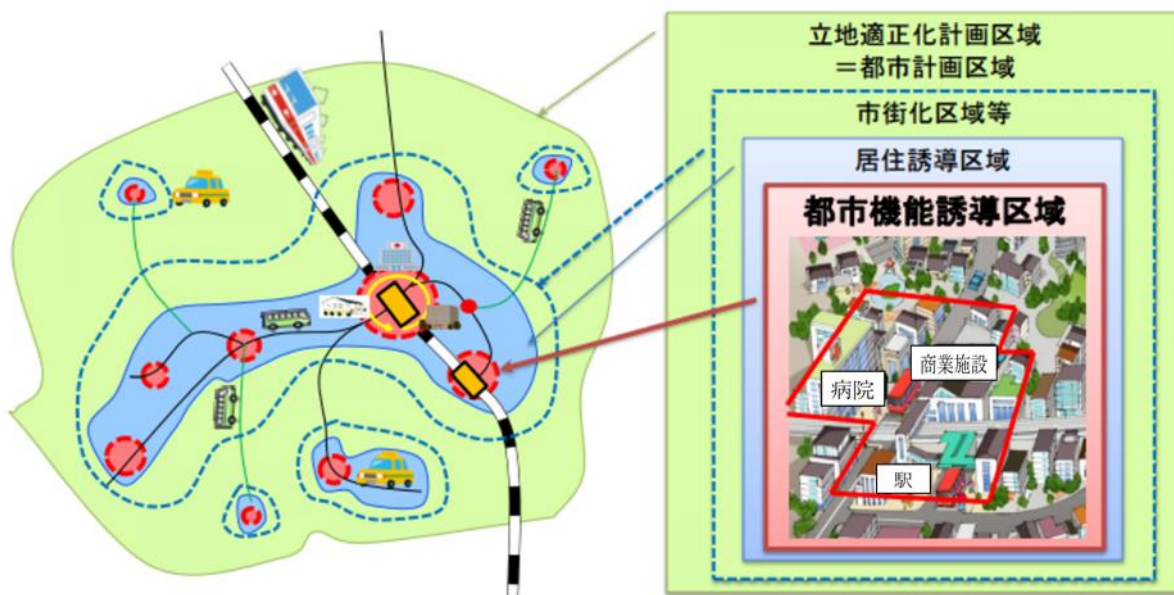 立地適正化計画区域
＝都市計画区域
市街化区域等
居住誘導区域
都市機能誘導区域
商業施設
病院
駅